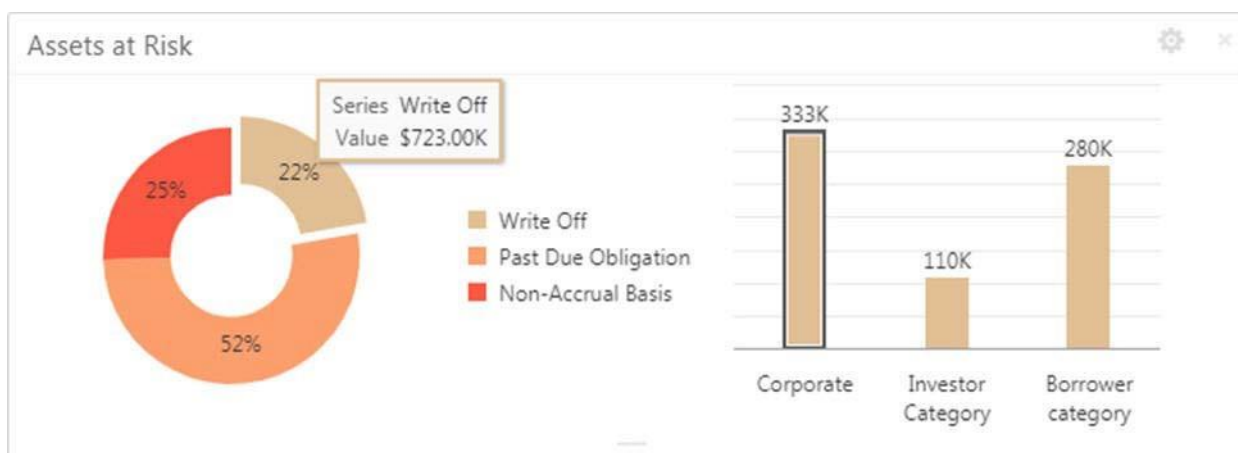 Assets at Risk
Series Write Off
Value $723.00K
22%
25%
52%
Write Off
Past Due Obligation
Non-Accrual Basis
333K
110K
280K
Corporate
Investor
Category
Borrower
category